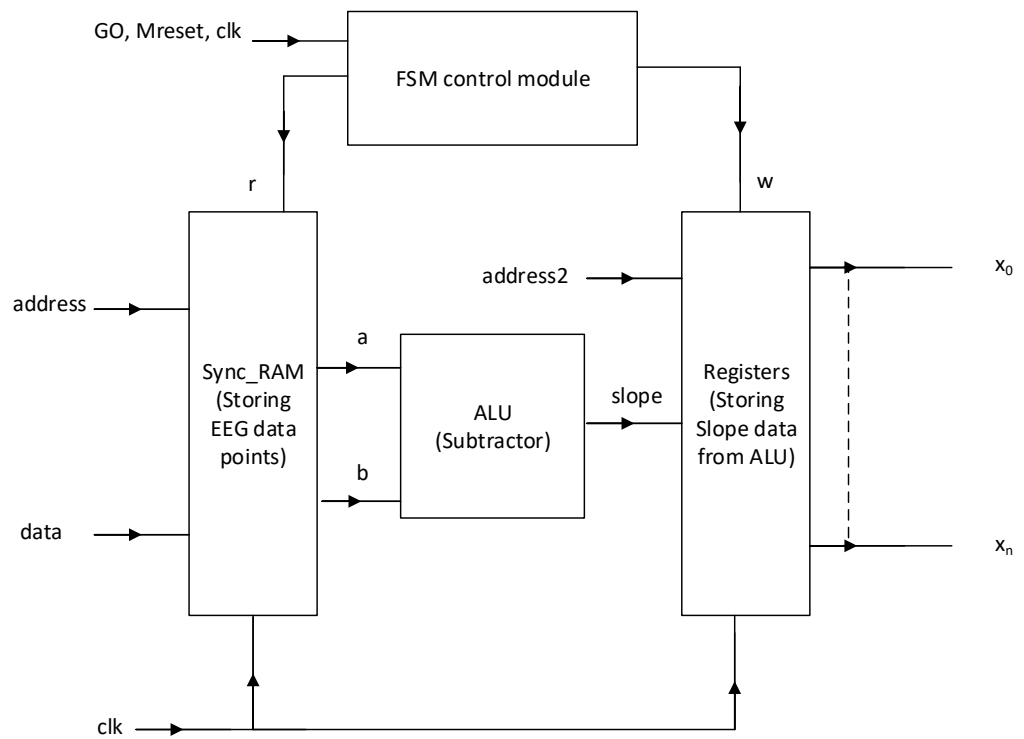 GO, Mreset, clk
FSM control module
r
w
address
address2
x0
a
Sync_RAM
(Storing
EEG data
points)
ALU
(Subtractor)
slope
Registers
(Storing
Slope data
from ALU)
b
data
xn
clk